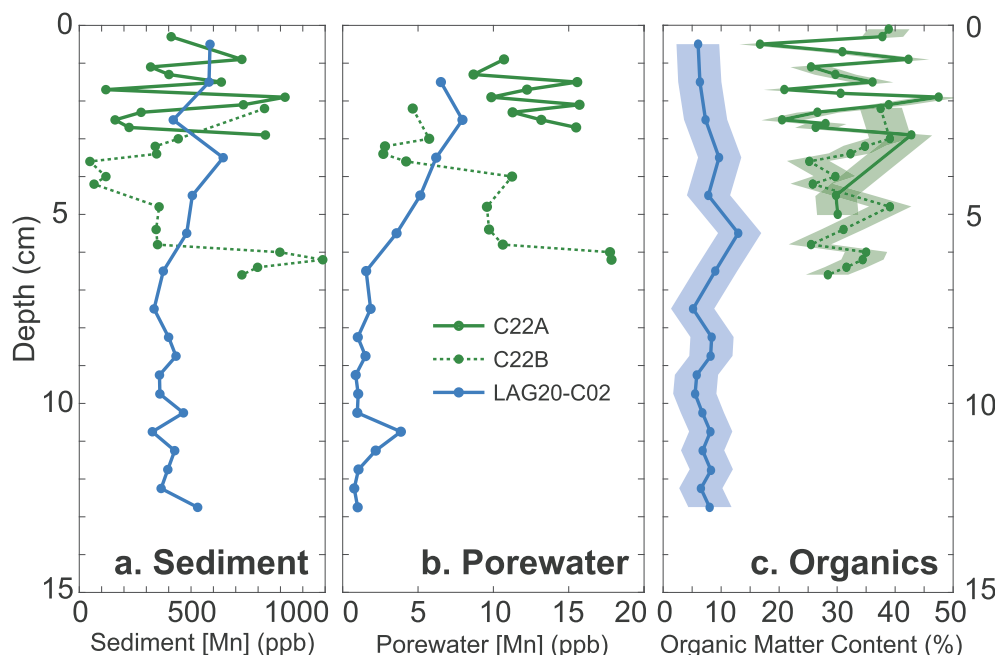 0
5
10
15
Depth (cm)
C22A
C22B
LAG20-C02
a. Sediment
b. Porewater
c. Organics
0
5
10
15
0
500
1000
0
5
10
15
20
0
10
20
30
40
50
Sediment [Mn] (ppb)
Porewater [Mn] (ppb)
Organic Matter Content (%)